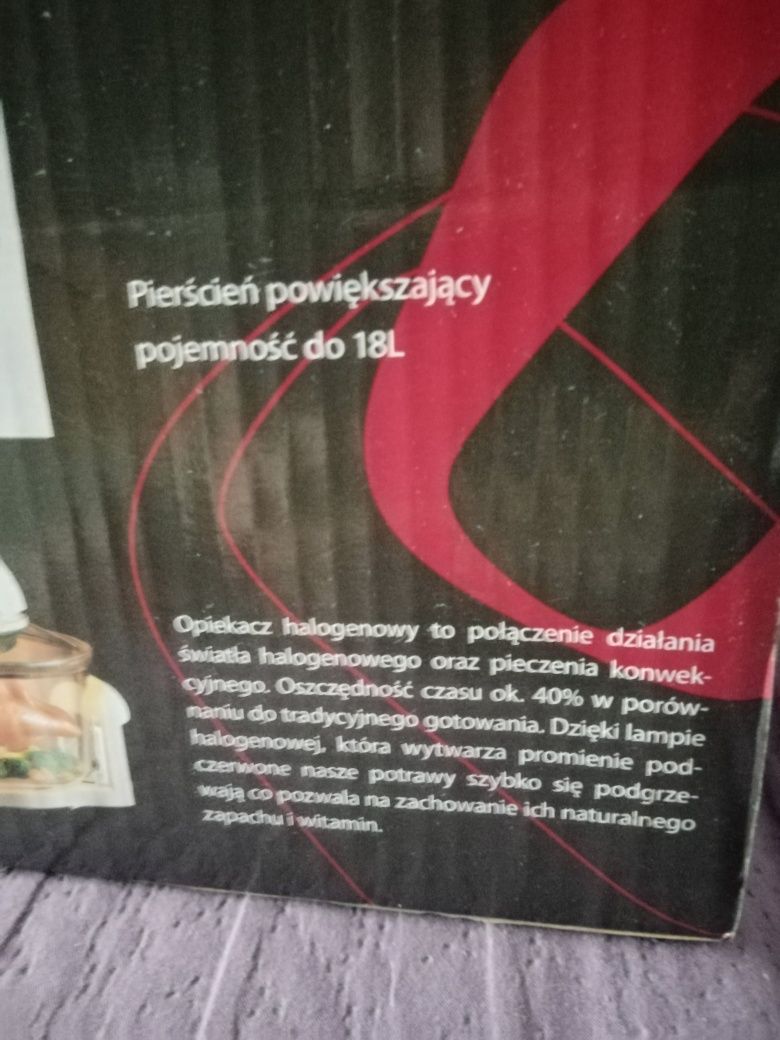 Pierścień powiększający
pojemność do 18L
Opiekacz halogenowy to połączenie działania
światła halogenowego oraz pieczenia konwek-
cyjnego. Oszczędność czasu ok. 40% w porów-
naniu do tradycyjnego gotowania. Dzięki lampie
halogenowej, która wytwarza promienie pod-
czerwone nasze potrawy szybko się podgrze-
wają co pozwala na zachowanie ich naturalnego
zapachu i witamin.